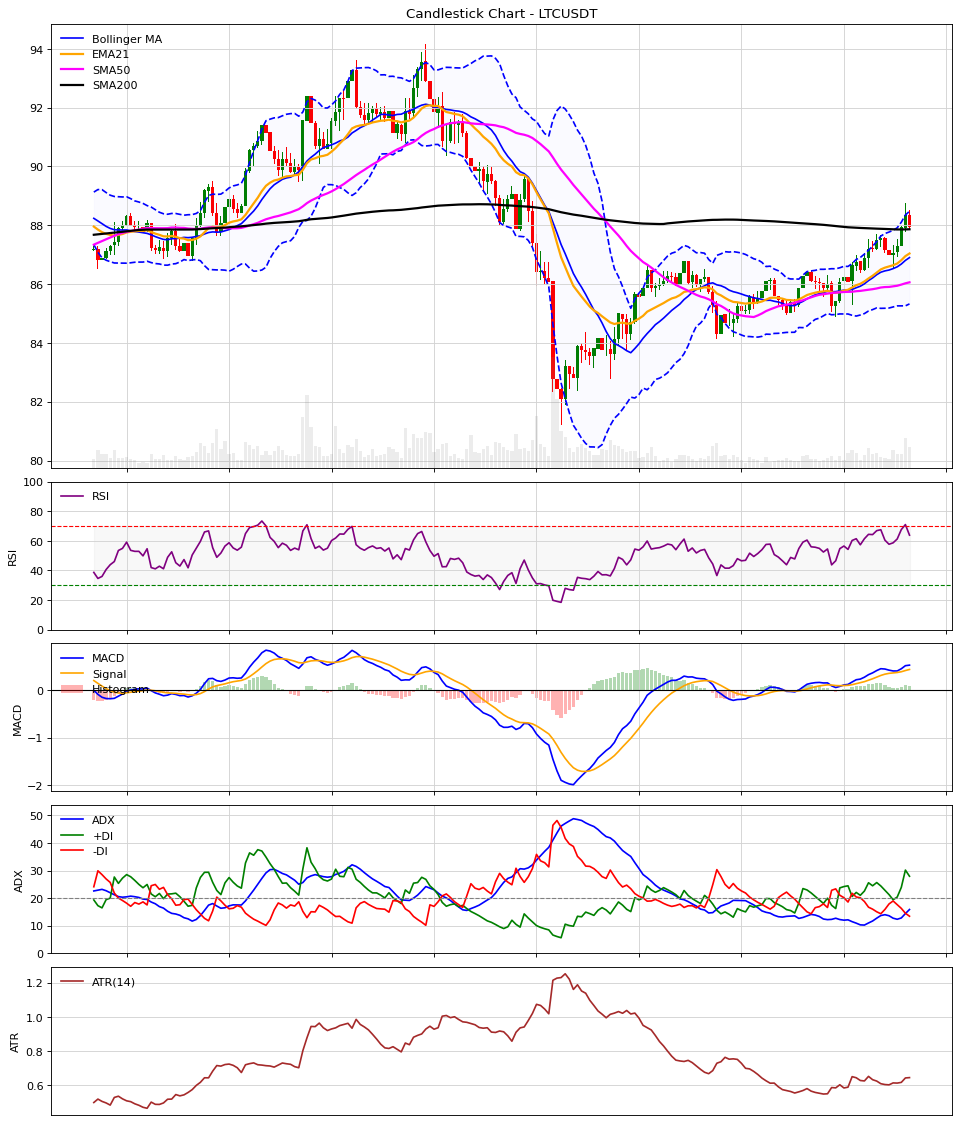 Candlestick Chart - LTCUSDT
Bollinger MA
EMA21
SMA50
SMA200
94
92
90
88
86
84
82
80
RSI
100
80
60
40
20
0
RSI
MACD
Signal
Histogram
0
−1
−2
MACD
ADX
+DI
-DI
50
40
30
20
10
0
ADX
ATR(14)
1.2
1.0
0.8
0.6
ATR